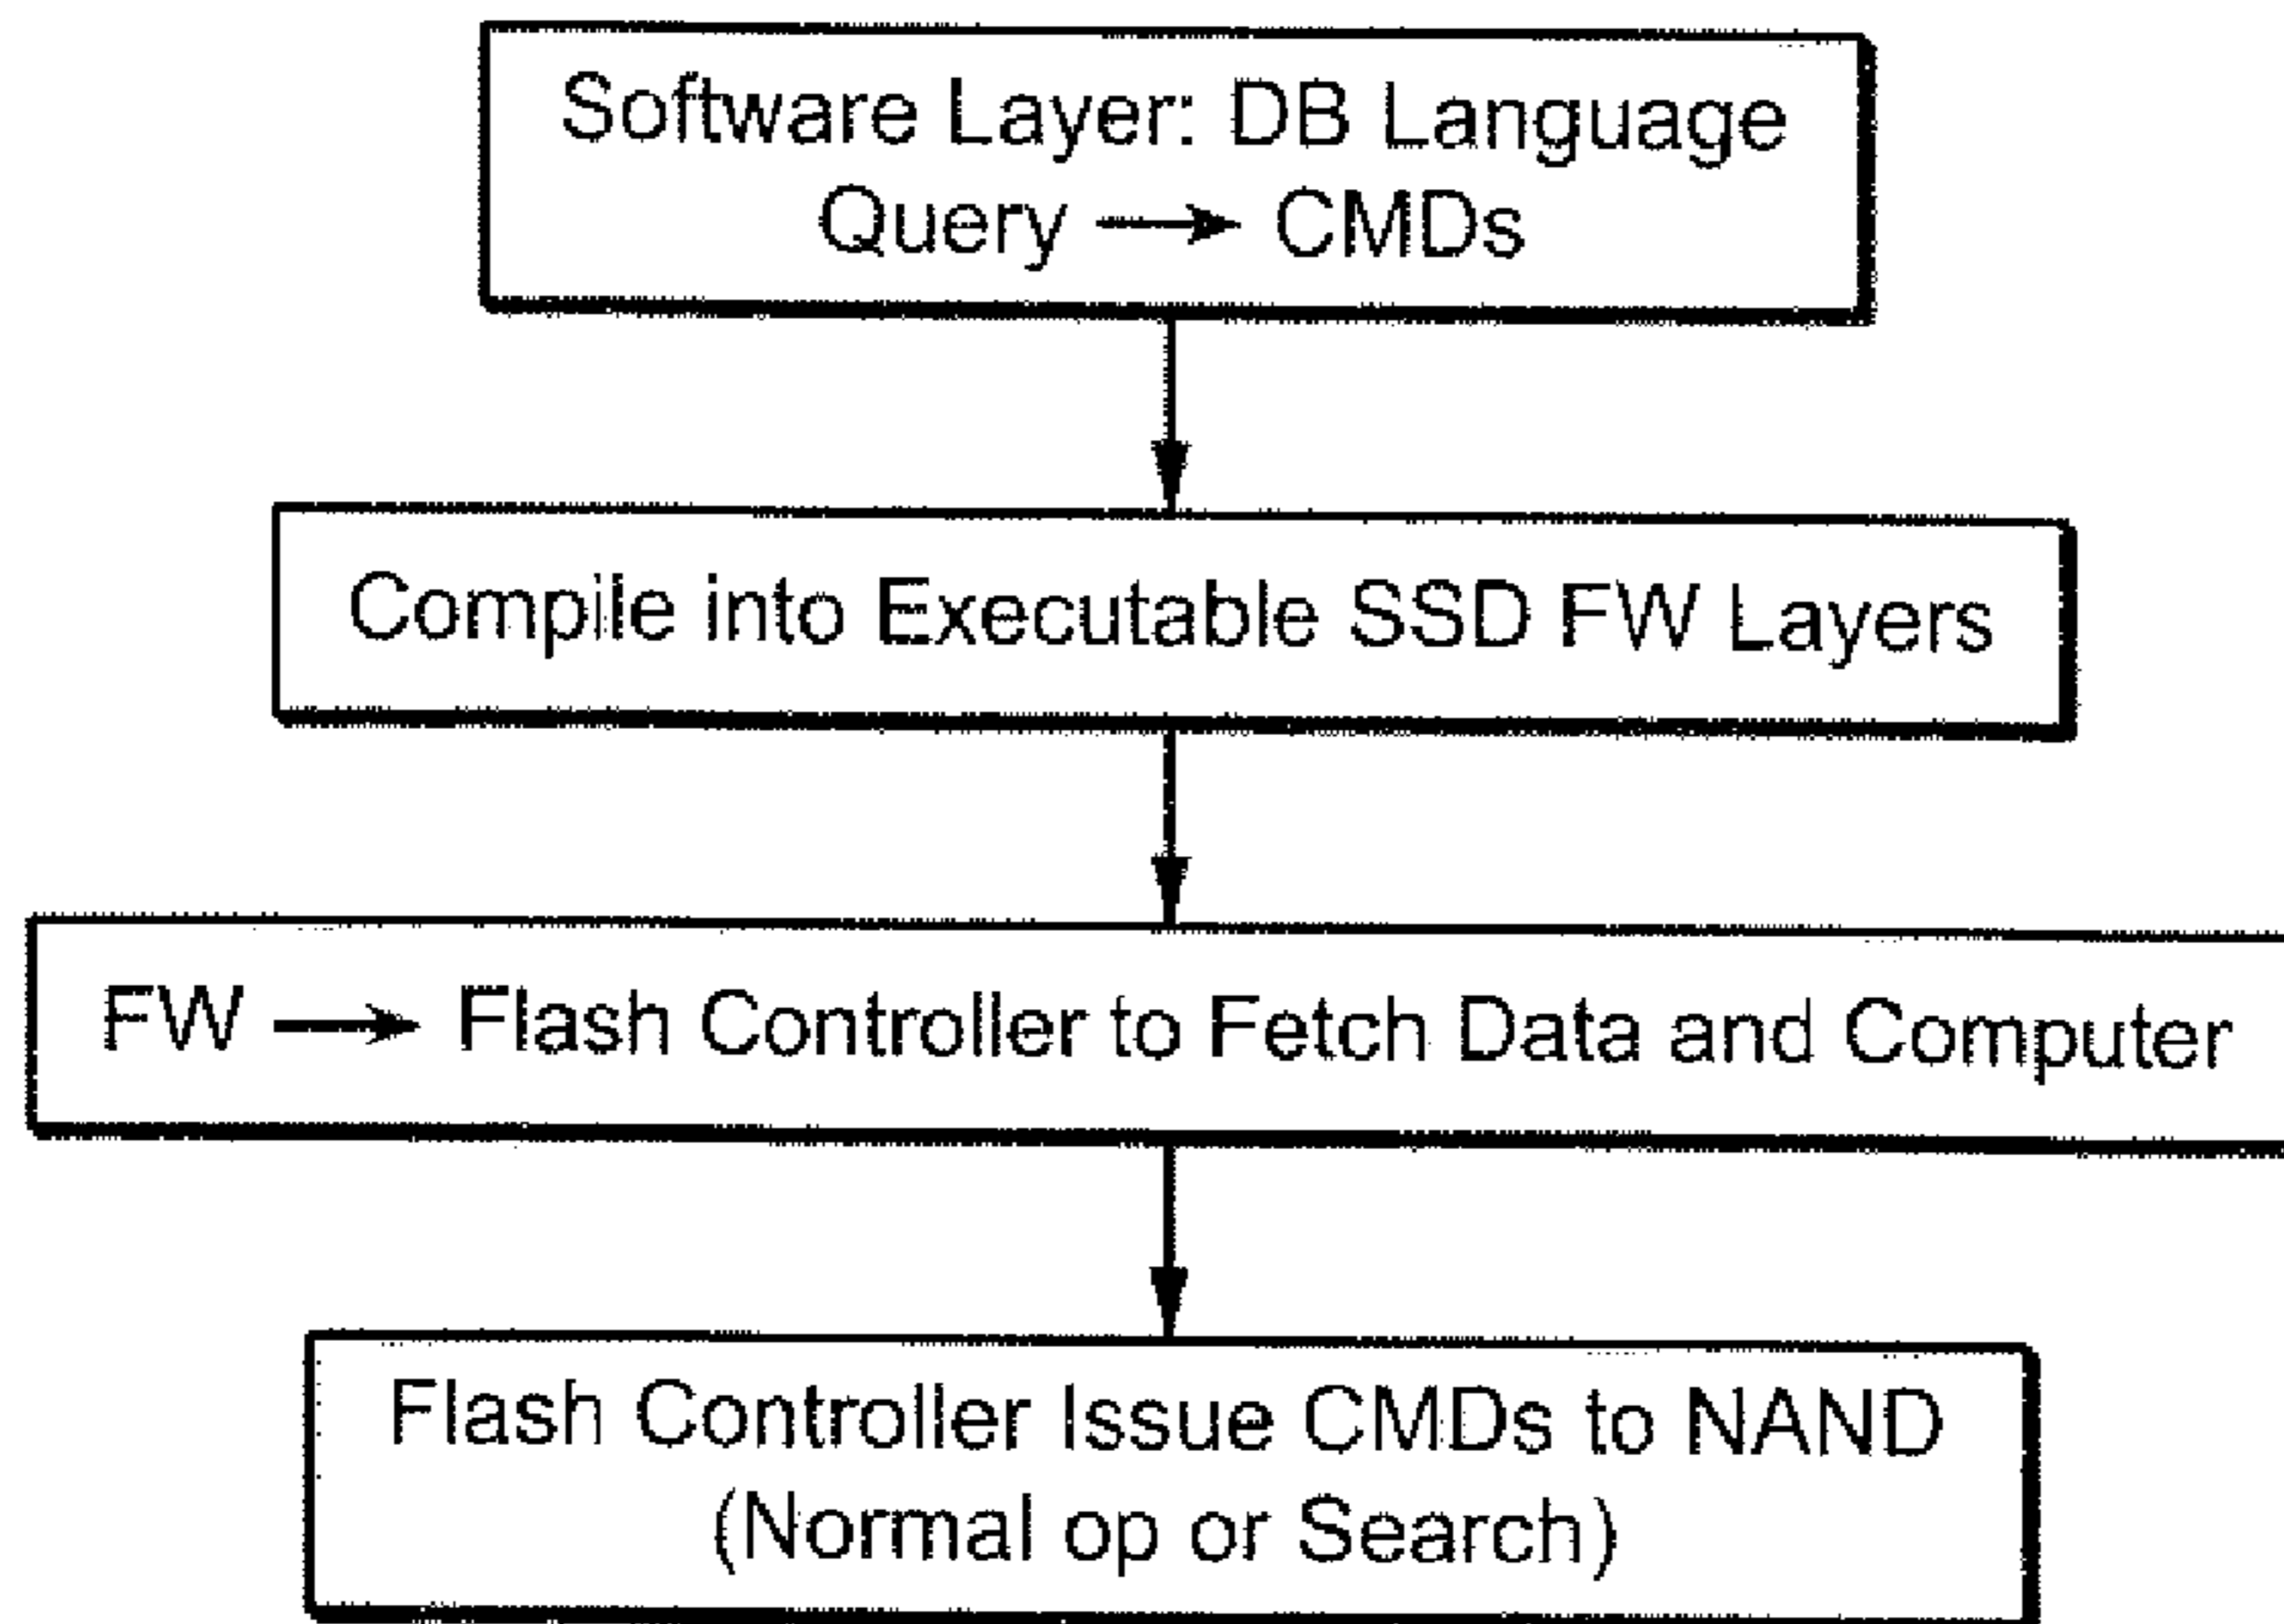 Software Layer: DB Language
Query → CMDs
Compile into Executable SSD FW Layers
FW → Flash Controller to Fetch Data and Computer
Flash Controller Issue CMDs to NAND
(Normal op or Search)